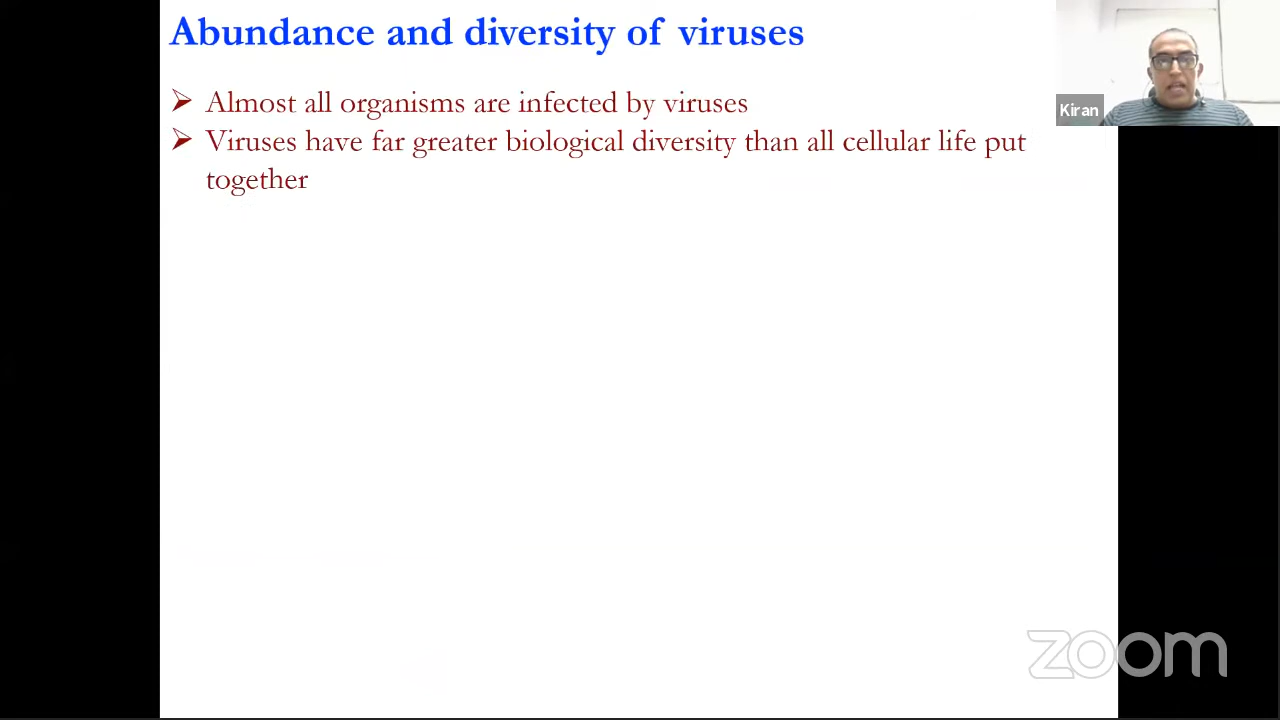 Abundance and diversity of viruses
Almost all organisms are infected by viruses
Viruses have far greater biological diversity than all cellular life put
together
Kiran
zoom